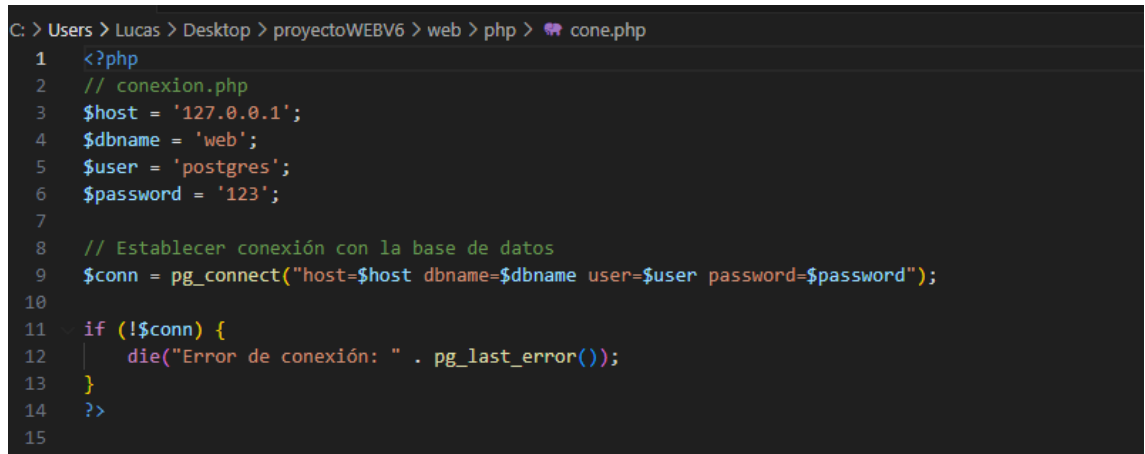 C: > Users > Lucas > Desktop > proyectoWEBV6 > web > php > cone.php
1 <?php
2 // conexion.php
3 $host = '127.0.0.1';
4 $dbname = 'web';
5 $user = 'postgres';
6 $password = '123';
7
8 // Establecer conexión con la base de datos
9 $conn = pg_connect("host=$host dbname=$dbname user=$user password=$password");
10
11 if (!$conn) {
12     die("Error de conexión: " . pg_last_error());
13 }
14 ?>
15